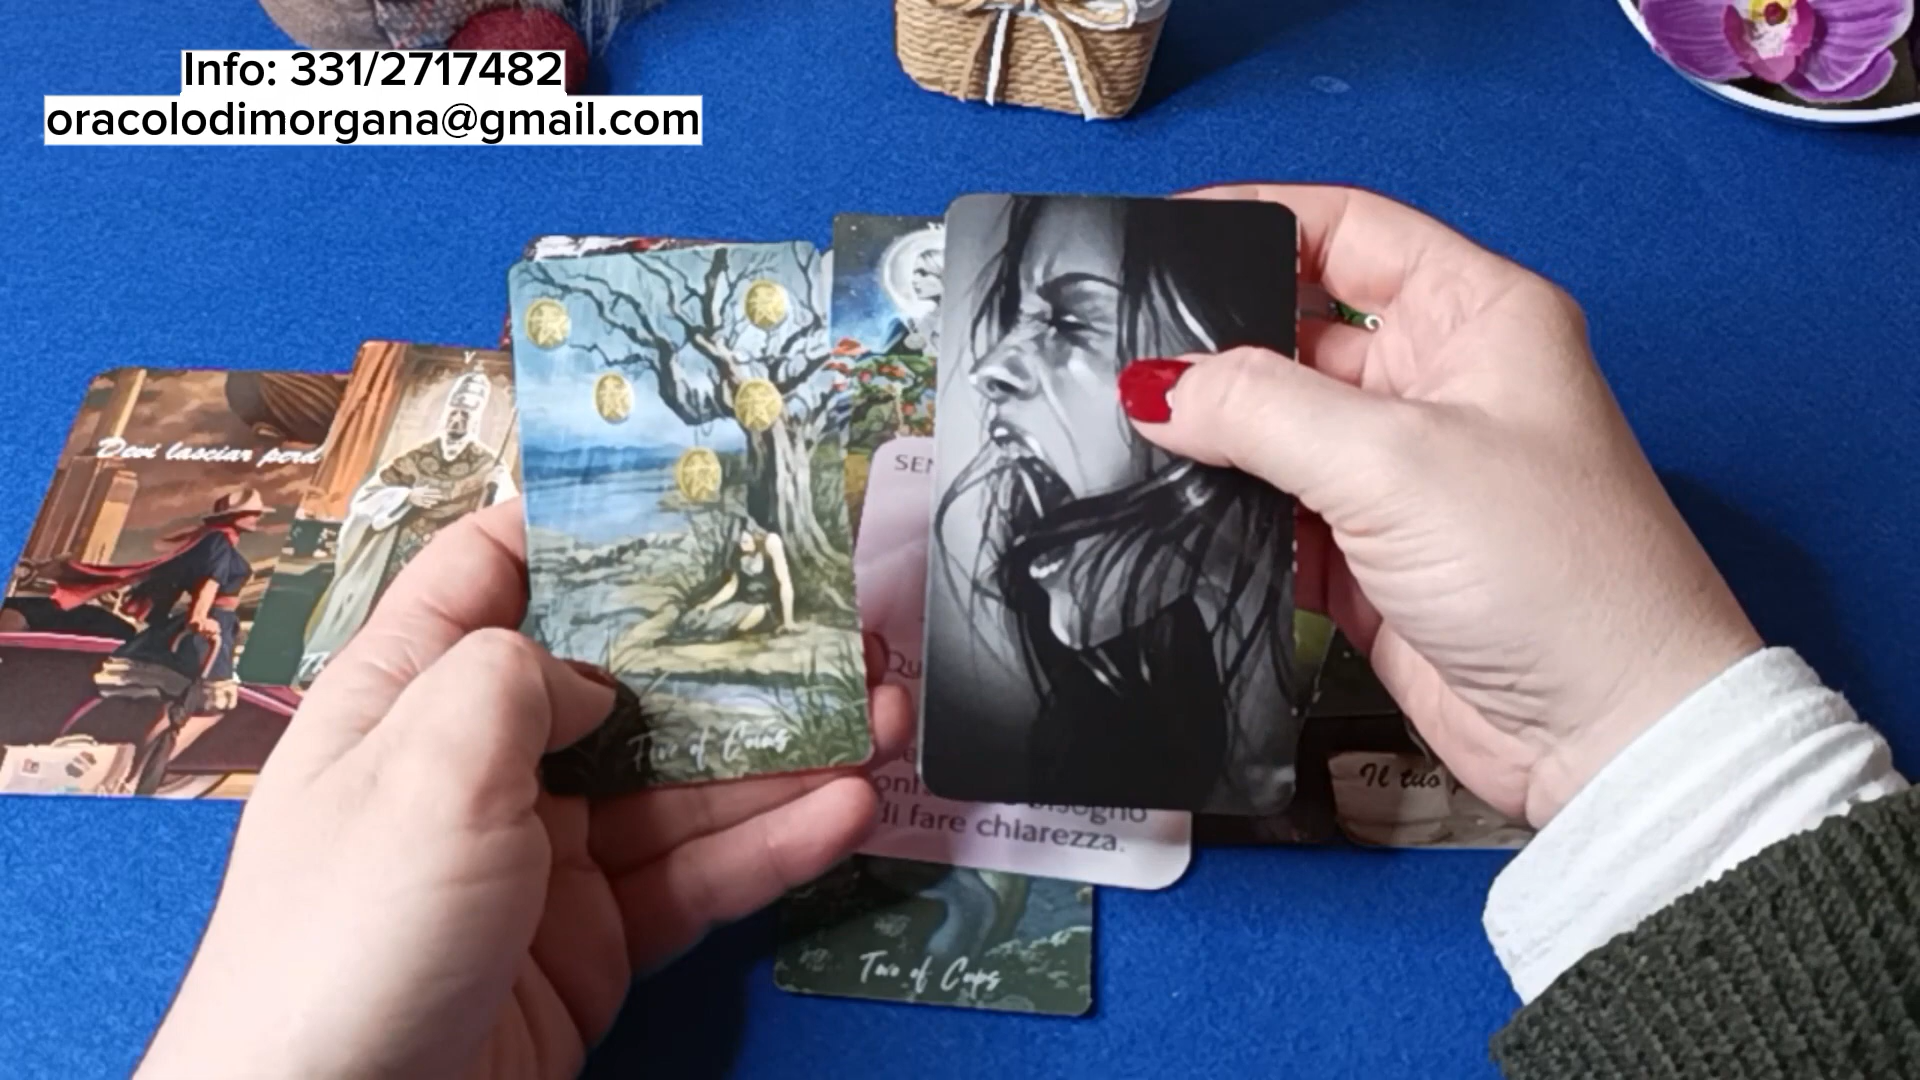 Info: 331/2717482
oracolodimorgana@gmail.com
Devi lasciar perd
V
SEN
Th
Qu
Five of Coins
Il tuo p
bisogno
di fare chiarezza.
Two of Cups